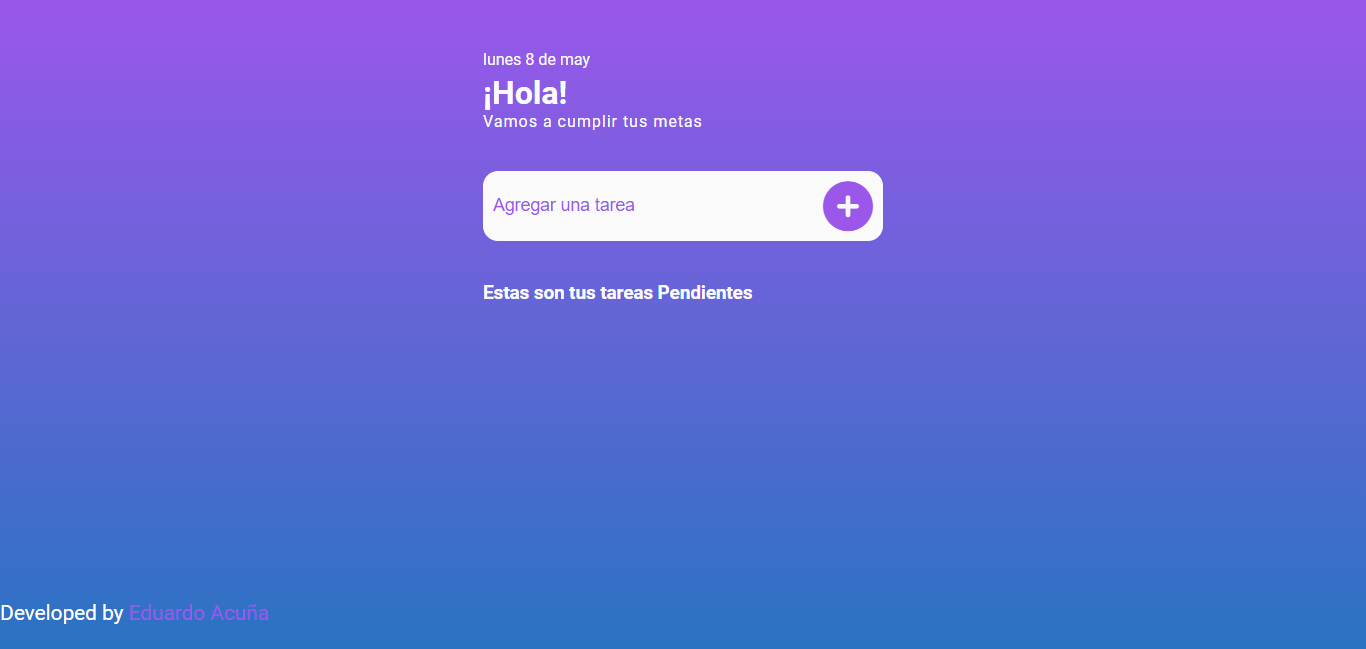 lunes 8 de may
¡Hola!
Vamos a cumplir tus metas
Agregar una tarea
Estas son tus tareas Pendientes
Developed by Eduardo Acuña